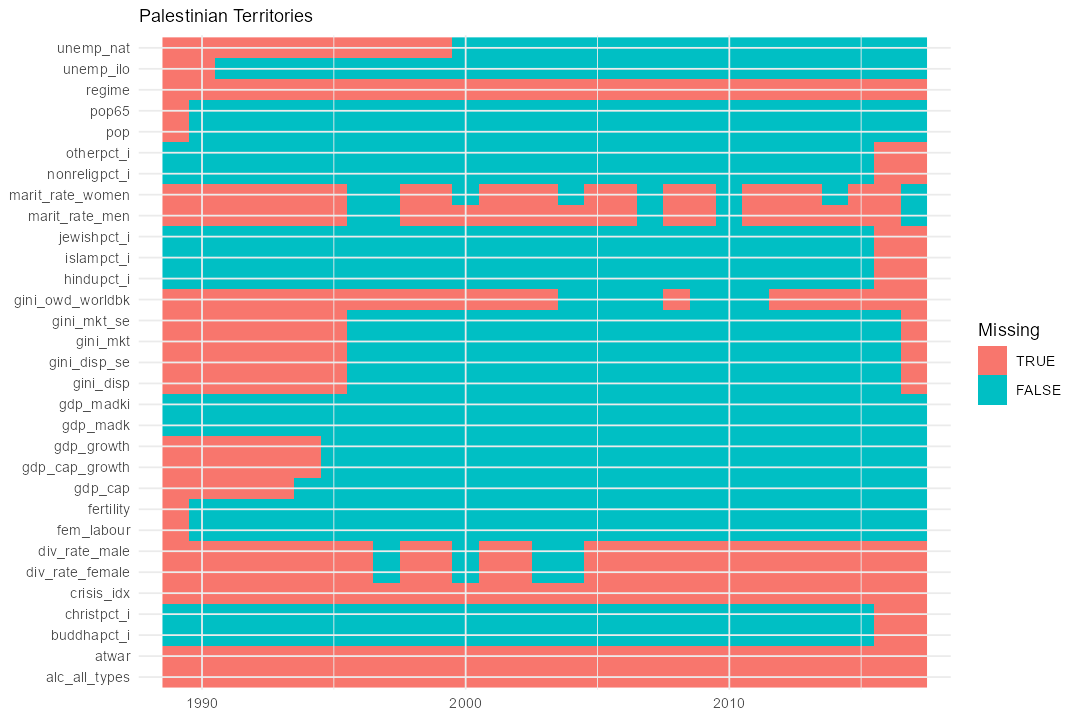 Palestinian Territories
unemp_nat
unemp_ilo
regime
pop65
pop
otherpct_i
nonreligpct_i
marit_rate_women
marit_rate_men
jewishpct_i
islampct_i
hindupct_i
gini_owd_worldbk
gini_mkt_se
gini_mkt
gini_disp_se
gini_disp
gdp_madki
gdp_madk
gdp_growth
gdp_cap_growth
gdp_cap
fertility
fem_labour
div_rate_male
div_rate_female
crisis_idx
christpct_i
buddhapct_i
atwar
alc_all_types
1990 2000 2010
Missing
TRUE
FALSE